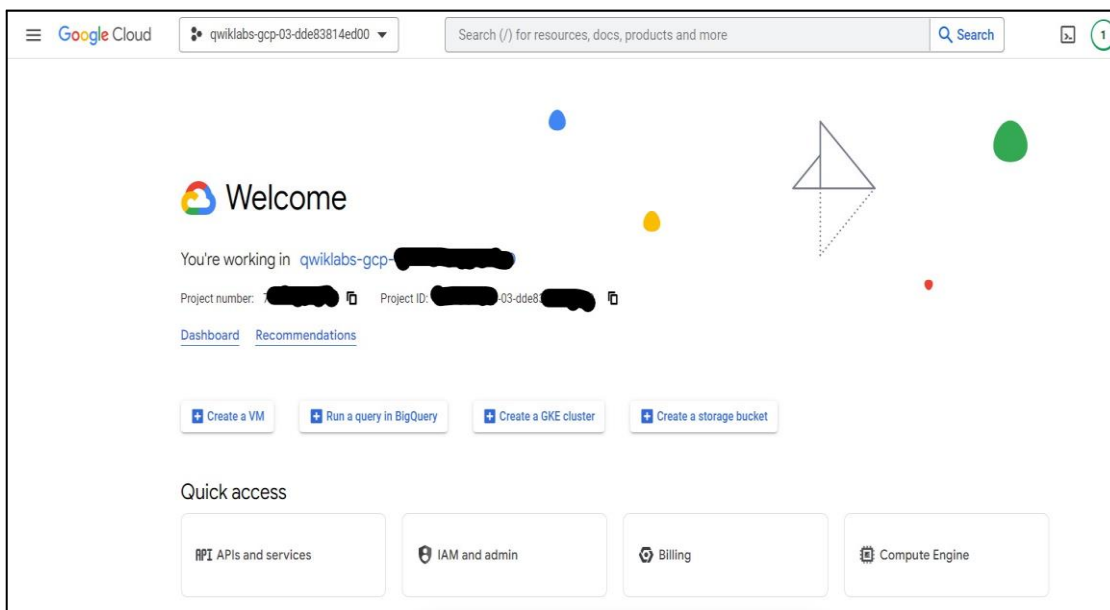 Google Cloud qwiklabs-gcp-03-dde83814ed00 Search (/) for resources, docs, products and more Search 1
Welcome
You're working in qwiklabs-gcp-
Project number: 7 Project ID: -03-dde83
Dashboard Recommendations
Create a VM Run a query in BigQuery Create a GKE cluster Create a storage bucket
Quick access
API APIs and services IAM and admin Billing Compute Engine